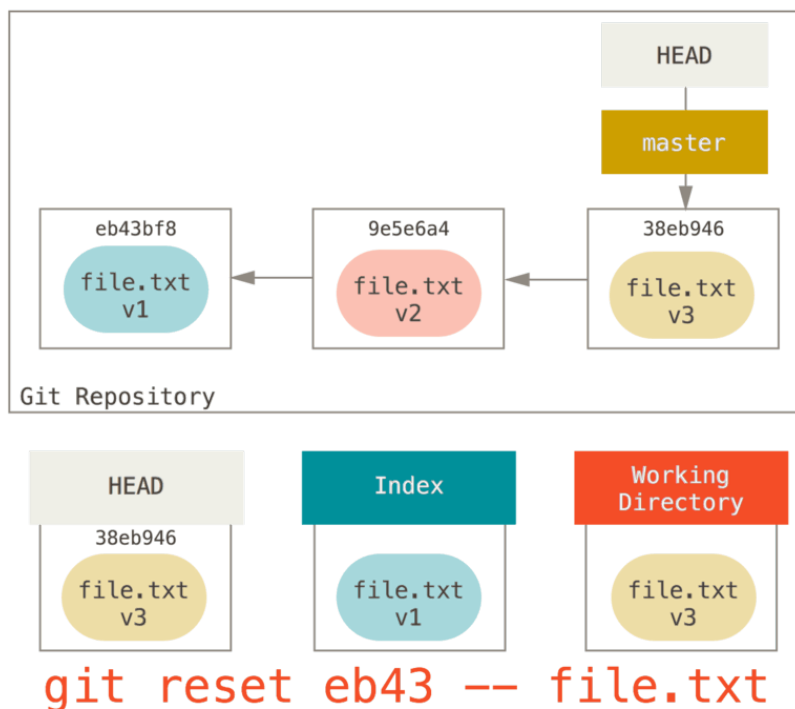 HEAD
master
eb43bf8
9e5e6a4
38eb946
file.txt
v1
file.txt
v2
file.txt
v3
Git Repository
HEAD
Index
Working
Directory
38eb946
file.txt
v3
file.txt
v1
file.txt
v3
git reset eb43 -- file.txt